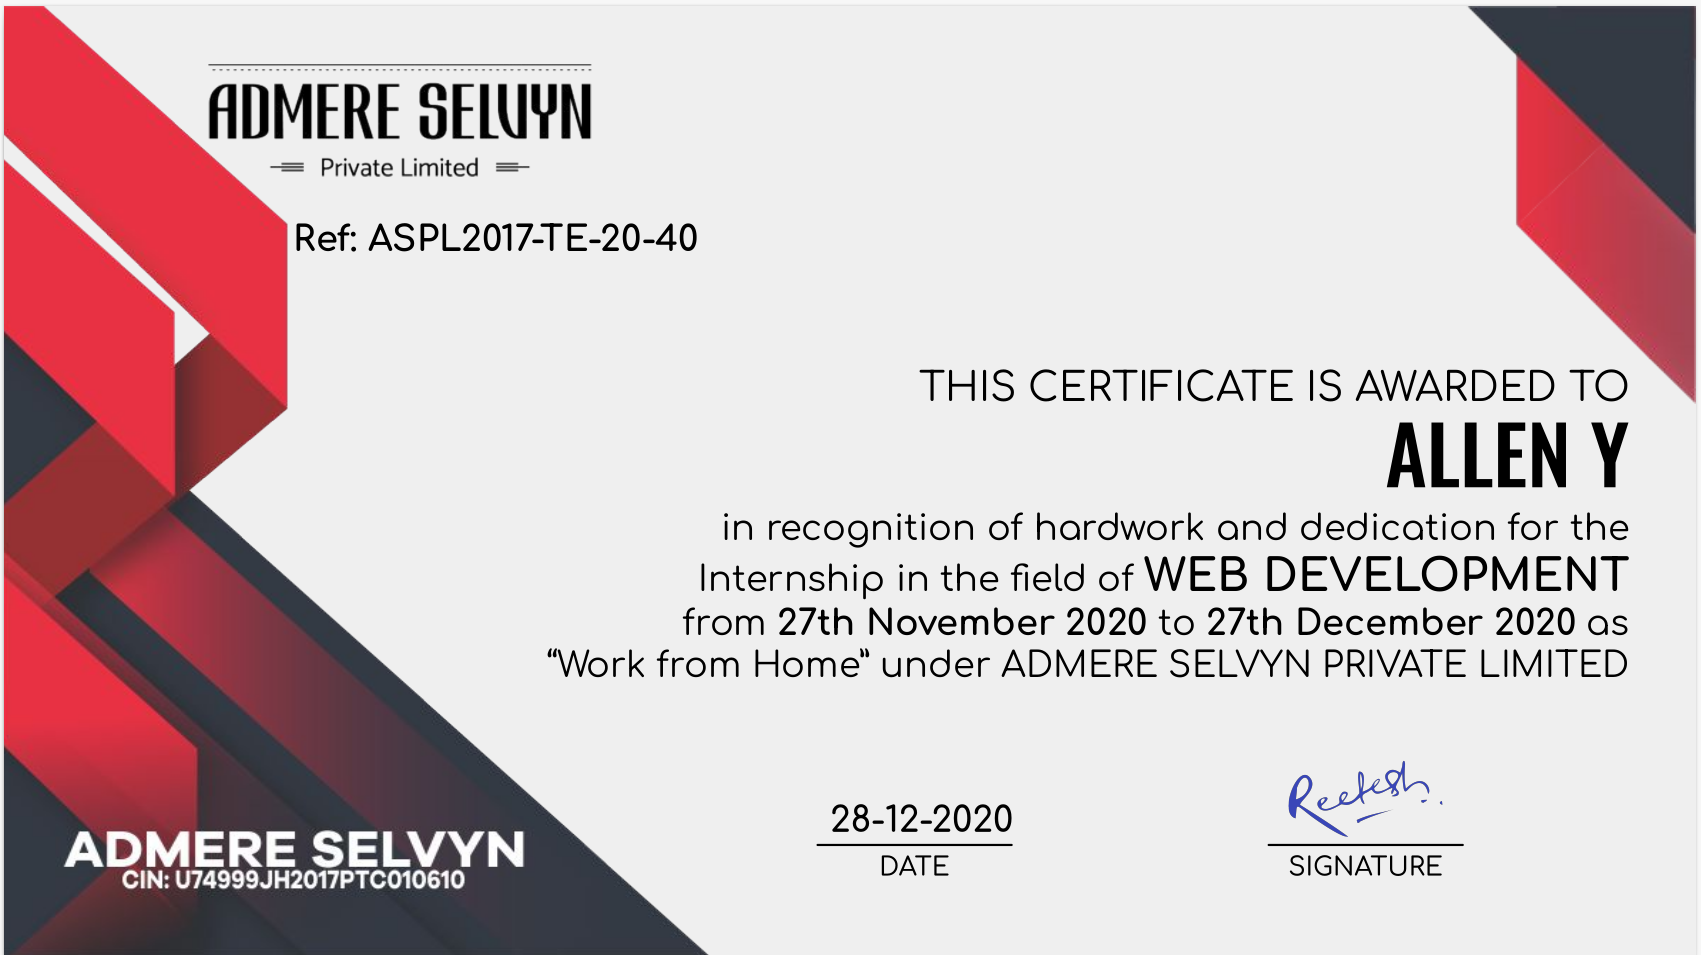 ADMERE SELVYN
Private Limited
Ref: ASPL2017-TE-20-40
THIS CERTIFICATE IS AWARDED TO
ALLEN Y
in recognition of hardwork and dedication for the
Internship in the field of WEB DEVELOPMENT
from 27th November 2020 to 27th December 2020 as
“Work from Home” under ADMERE SELVYN PRIVATE LIMITED
Reetesh.
28-12-2020
DATE
SIGNATURE
ADMERE SELVYN
CIN: U74999JH2017PTC010610